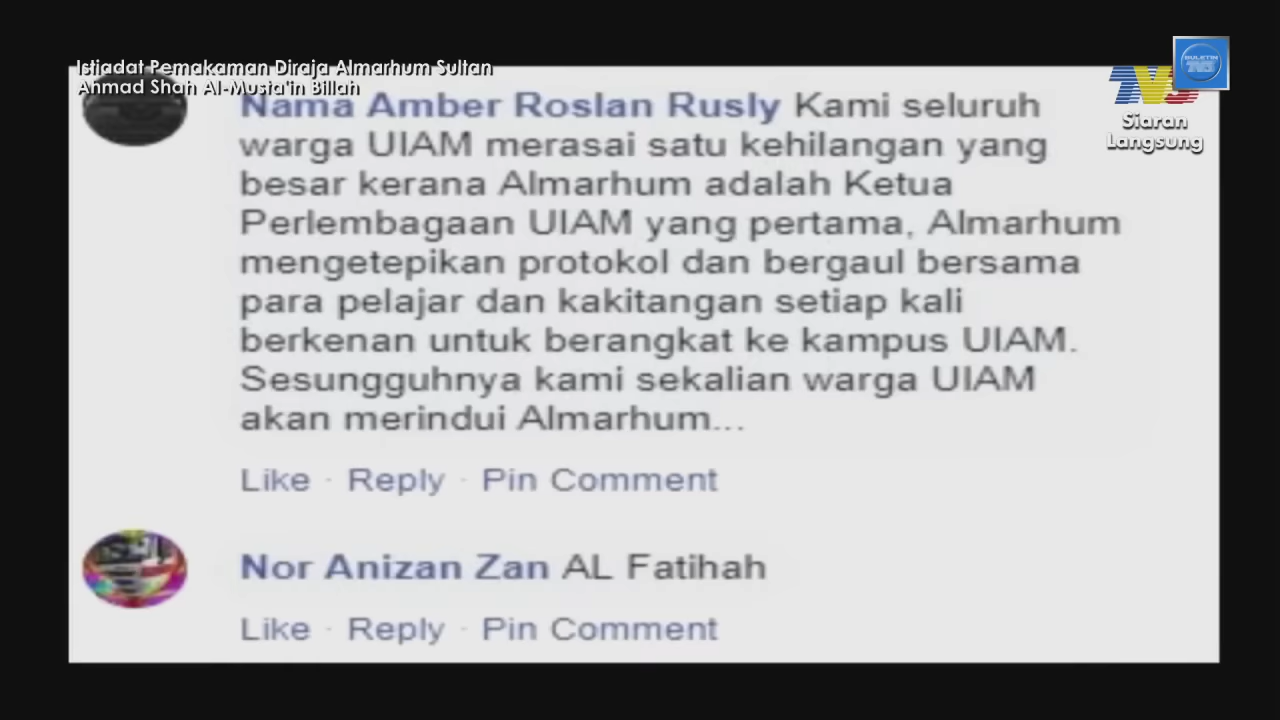 Istiadat Pemakaman Diraja Almarhum Sultan
Ahmad Shah Al-Musta'in Billah
BULETIN
TV3
Siaran
Langsung
Nama Amber Roslan Rusly Kami seluruh
warga UIAM merasai satu kehilangan yang
besar kerana Almarhum adalah Ketua
Perlembagaan UIAM yang pertama, Almarhum
mengetepikan protokol dan bergaul bersama
para pelajar dan kakitangan setiap kali
berkenan untuk berangkat ke kampus UIAM.
Sesungguhnya kami sekalian warga UIAM
akan merindui Almarhum...
Like · Reply · Pin Comment
Nor Anizan Zan AL Fatihah
Like · Reply · Pin Comment